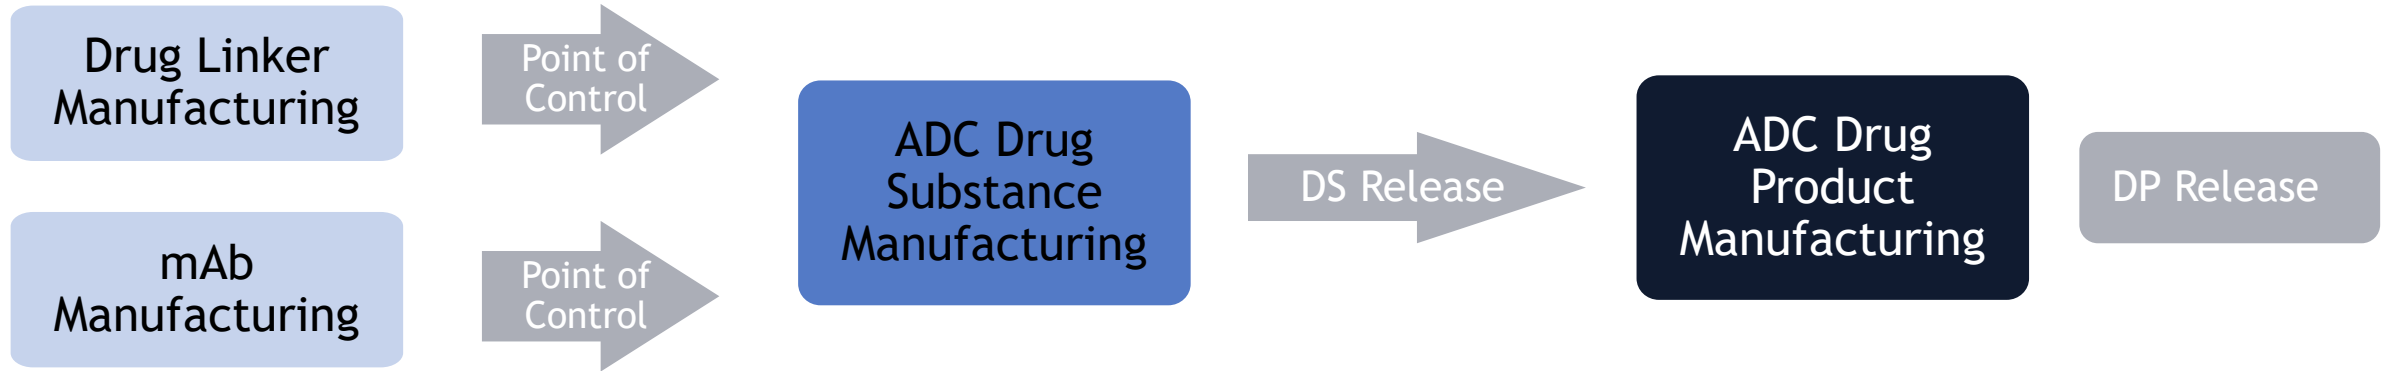 Drug Linker
Manufacturing
Point of
Control
mAb
Manufacturing
Point of
Control
ADC Drug
Substance
Manufacturing
DS Release
ADC Drug
Product
Manufacturing
DP Release